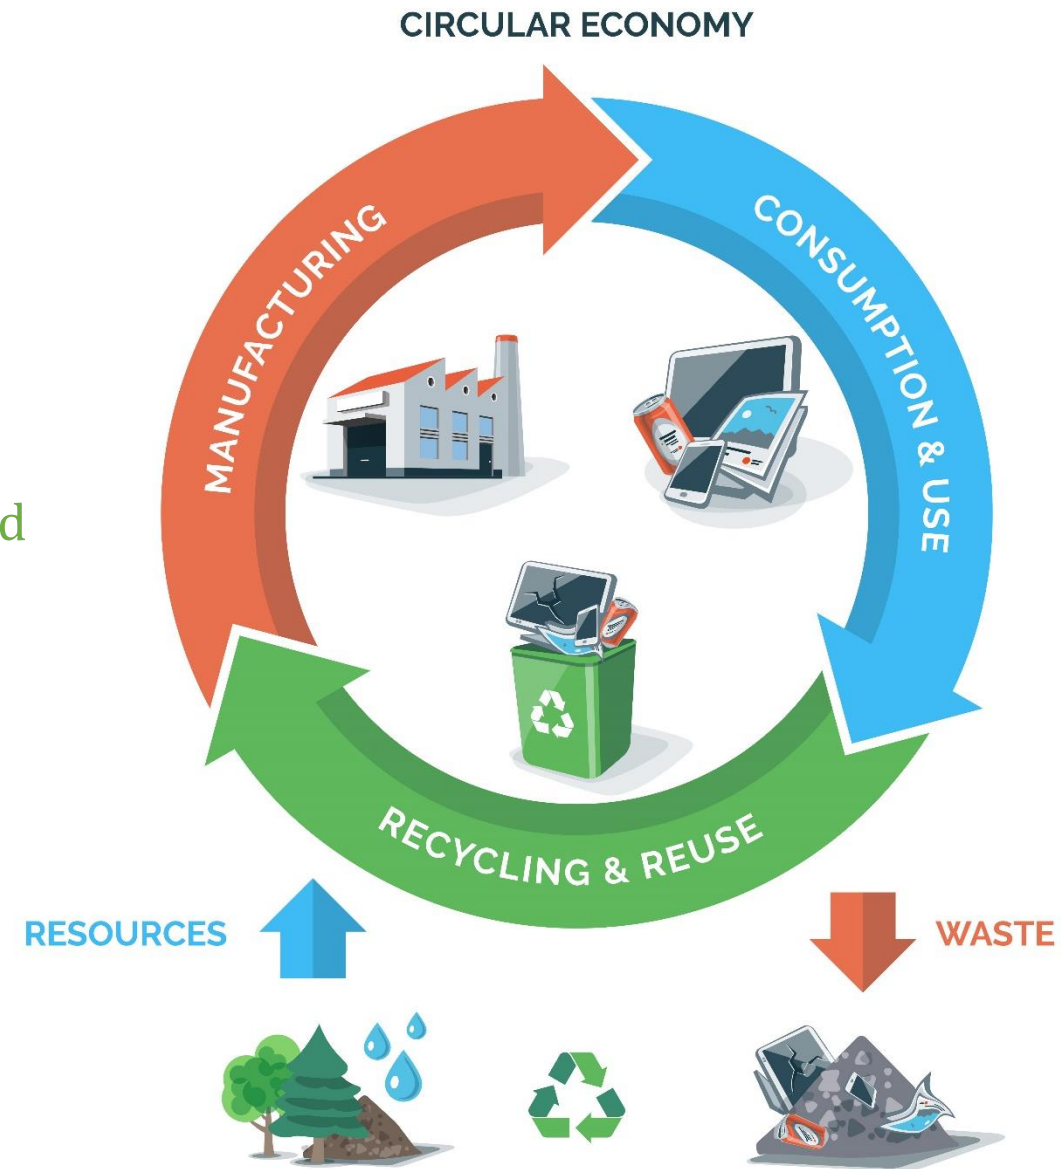 CIRCULAR ECONOMY
MANUFACTURING
CONSUMPTION & USE
d
RECYCLING & REUSE
RESOURCES
WASTE